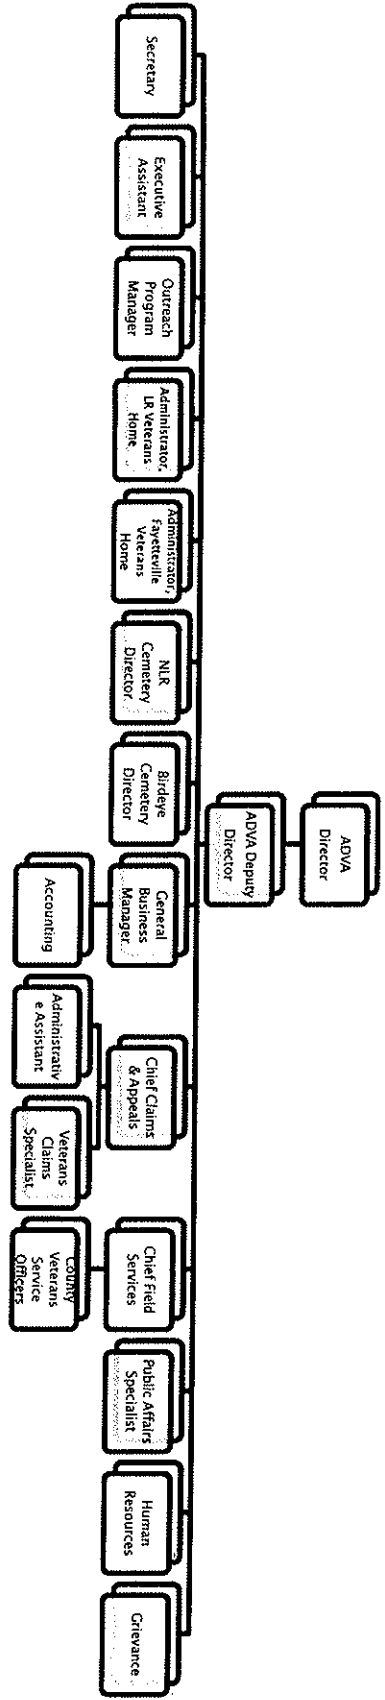 ADVA
Director
ADVA Deputy
Director
Secretary
Executive
Assistant
Outreach
Program
Manager
Administrator,
LR Veterans
Home
Administrator,
Fayetteville
Veterans
Home
NLR
Cemetery
Director
Birdeye
Cemetery
Director
General
Business
Manager
Chief Claims
& Appeals
Chief Field
Services
Public Affairs
Specialist
Human
Resources
Grievance
Accounting
Administrativ
e Assistant
Veterans
Claims
Specialist
County
Veterans
Service
Officers